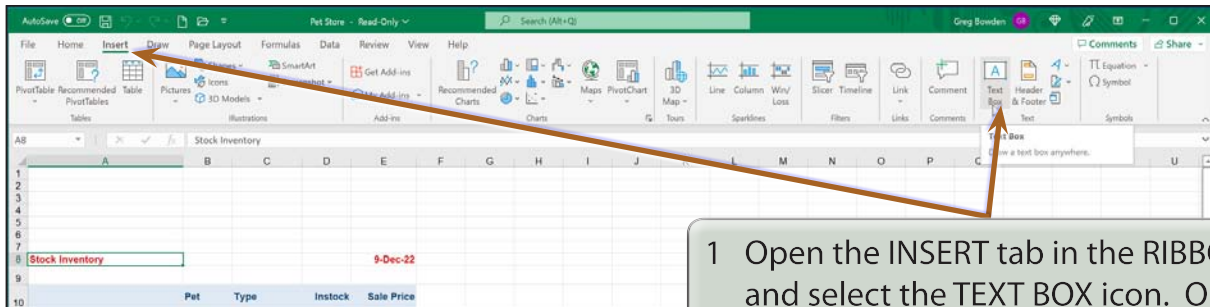 AutoSave Off Pet Store - Read-Only Search (Alt+Q) Greg Bowden GB
File Home Insert Draw Page Layout Formulas Data Review View Help Comments Share
PivotTable Recommended PivotTables Table Pictures Icons 3D Models SmartArt Get Add-ins Recommended Charts Maps PivotChart 3D Map Line Column Win/Loss Slicer Timeline Link Comment Text Box Header & Footer Equation Symbol
Tables Illustrations Add-ins Charts Tours Sparklines Filters Links Comments Text Symbols
A8 fx Stock Inventory
Text Box
Draw a text box anywhere.
A B C D E F G H I J L M N O P U
1
2
3
4
5
6
7
8 Stock Inventory 9-Dec-22
9
10 Pet Type Instock Sale Price
1 Open the INSERT tab in the RIBBO
and select the TEXT BOX icon. O